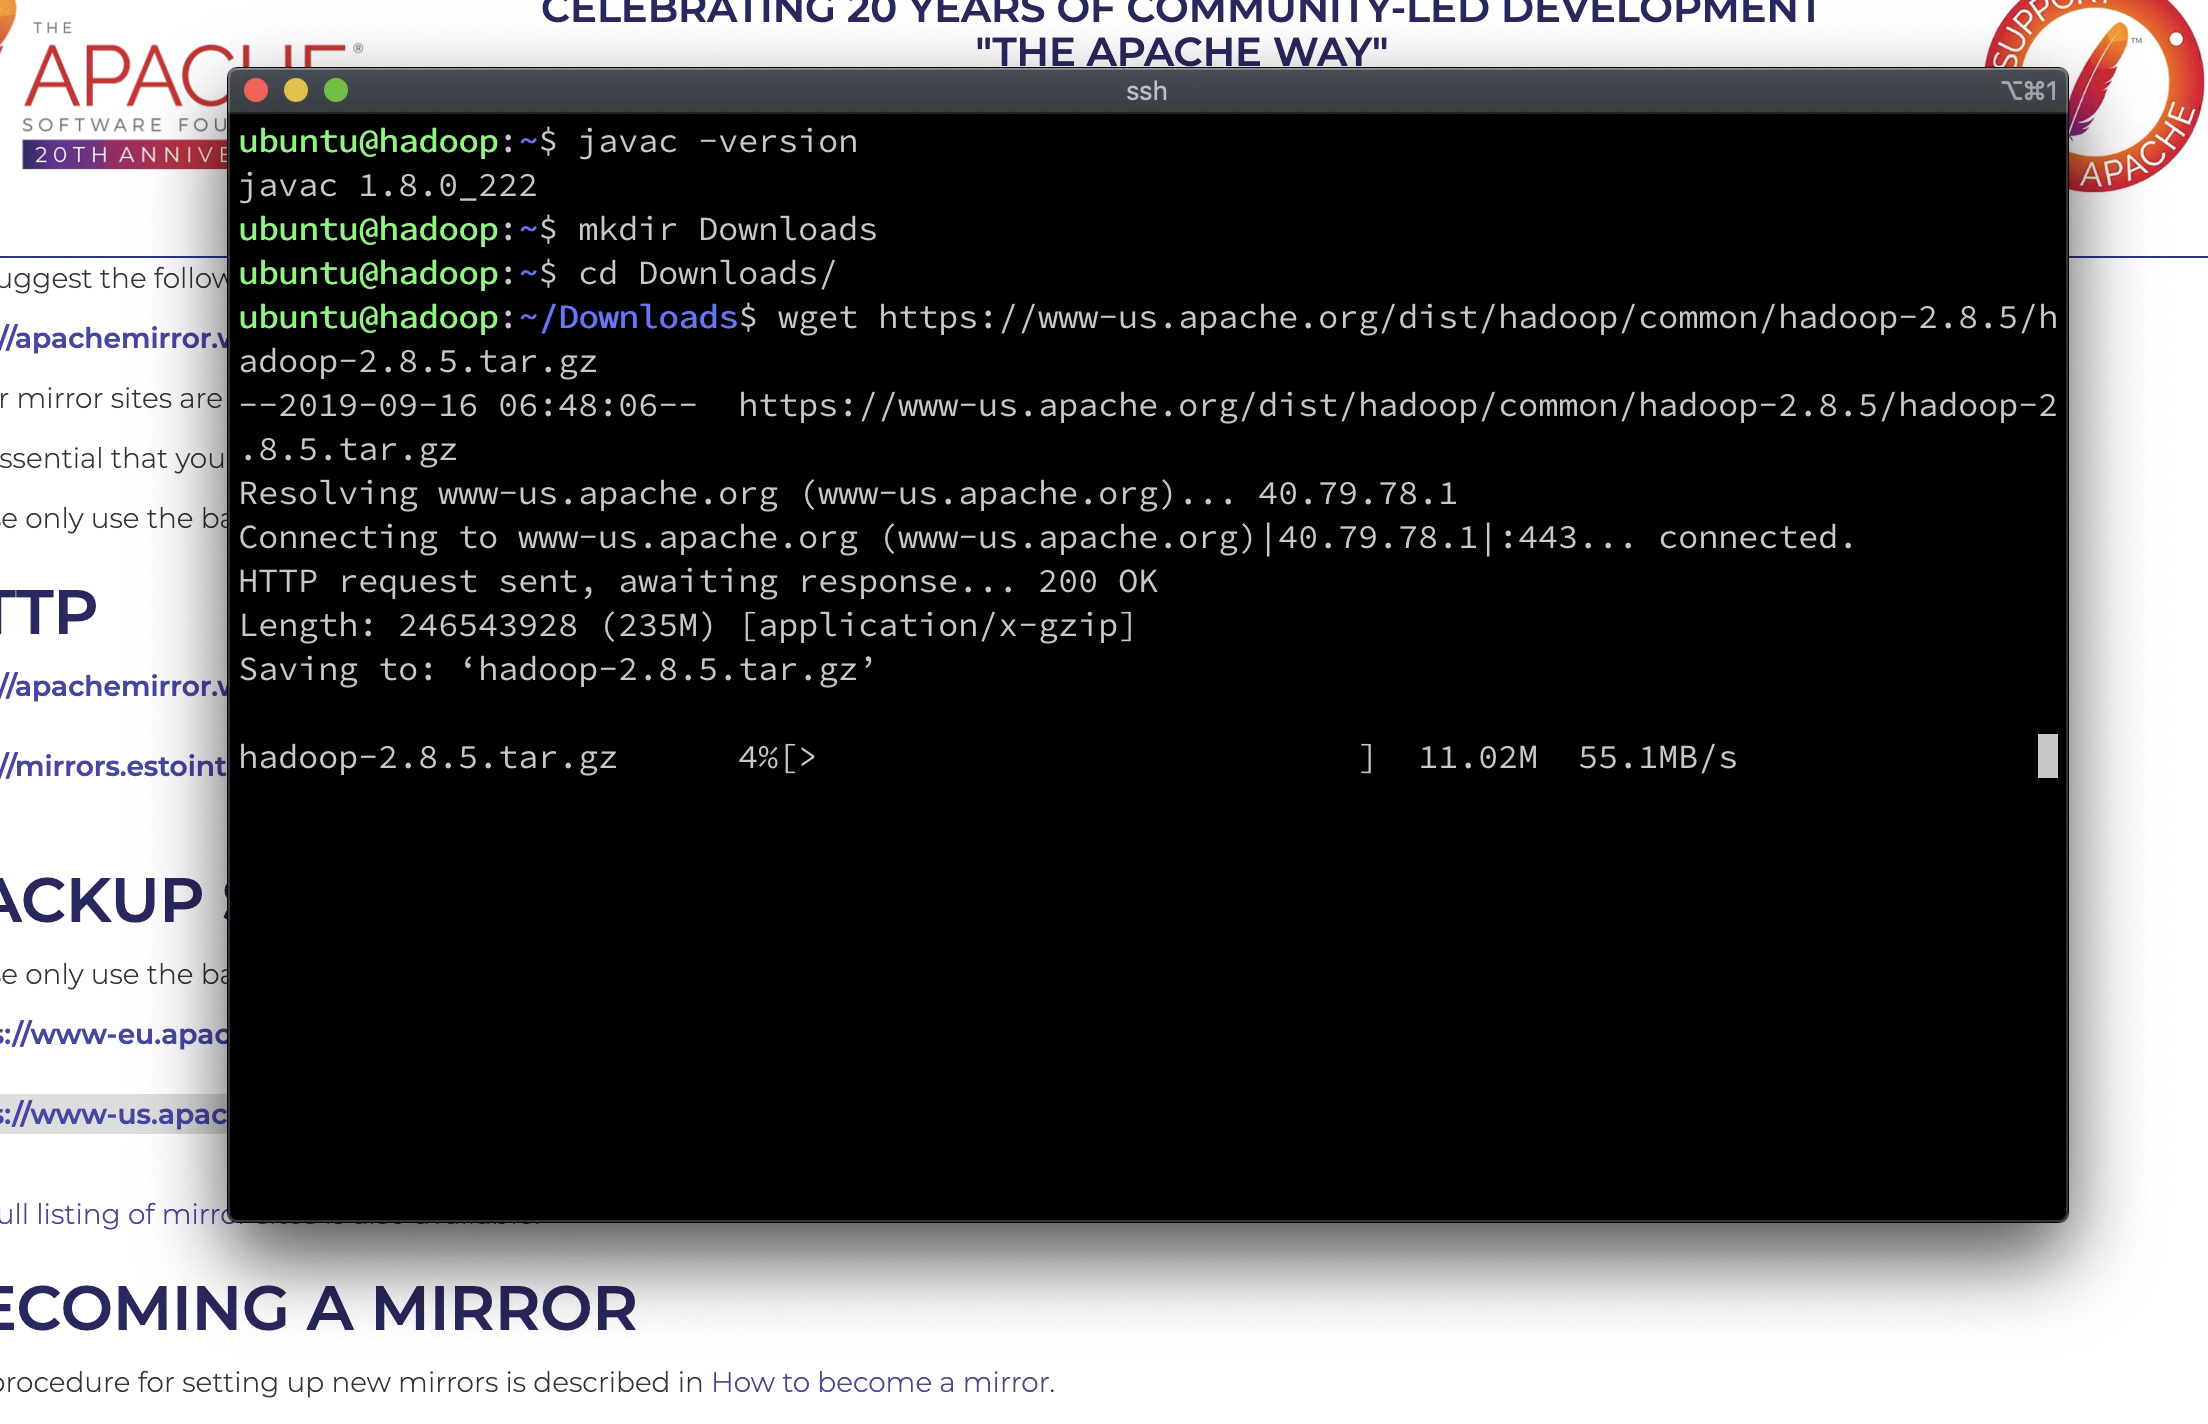 THE
CELEBRATING 20 YEARS OF COMMUNITY-LED DEVELOPMENT
"THE APACHE WAY"
APACHE®
SOFTWARE FOU
20TH ANNIVE
SUPPORT
APACHE
™
ssh
⌥⌘1
ubuntu@hadoop:~$ javac -version
javac 1.8.0_222
ubuntu@hadoop:~$ mkdir Downloads
ubuntu@hadoop:~$ cd Downloads/
ubuntu@hadoop:~/Downloads$ wget https://www-us.apache.org/dist/hadoop/common/hadoop-2.8.5/h
adoop-2.8.5.tar.gz
--2019-09-16 06:48:06--  https://www-us.apache.org/dist/hadoop/common/hadoop-2.8.5/hadoop-2
.8.5.tar.gz
Resolving www-us.apache.org (www-us.apache.org)... 40.79.78.1
Connecting to www-us.apache.org (www-us.apache.org)|40.79.78.1|:443... connected.
HTTP request sent, awaiting response... 200 OK
Length: 246543928 (235M) [application/x-gzip]
Saving to: ‘hadoop-2.8.5.tar.gz’
hadoop-2.8.5.tar.gz      4%[>                           ]  11.02M  55.1MB/s
uggest the follow
//apachemirror.w
r mirror sites are
ssential that you
e only use the ba
TTP
//apachemirror.w
//mirrors.estoint
ACKUP S
e only use the ba
s://www-eu.apac
s://www-us.apac
ull listing of mirror sites is also available.
ECOMING A MIRROR
procedure for setting up new mirrors is described in How to become a mirror.